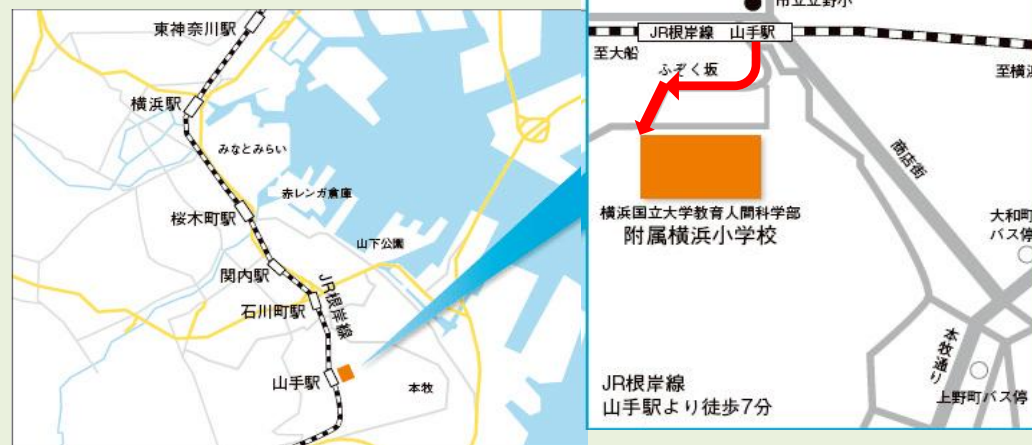 東神奈川駅
横浜駅
みなとみらい
赤レンガ倉庫
桜木町駅
山下公園
関内駅
石川町駅
JR根岸線
山手駅
本牧
市立立野小
JR根岸線 山手駅
至大船
至横浜
ふぞく坂
商店街
横浜国立大学教育人間科学部
附属横浜小学校
大和町
バス停
本牧通り
上野町バス停
JR根岸線
山手駅より徒歩7分